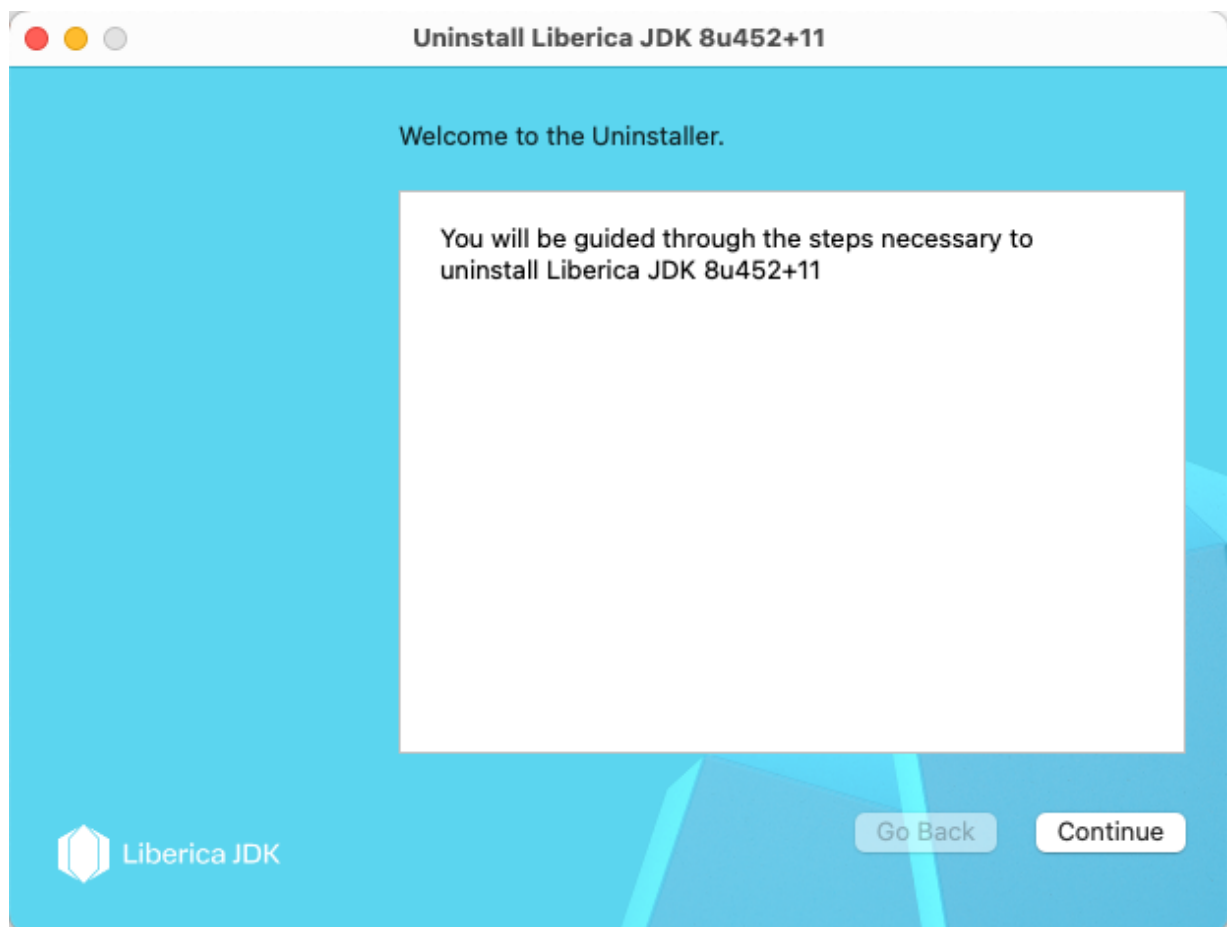 Uninstall Liberica JDK 8u452+11
Welcome to the Uninstaller.
You will be guided through the steps necessary to
uninstall Liberica JDK 8u452+11
Go Back
Continue
Liberica JDK